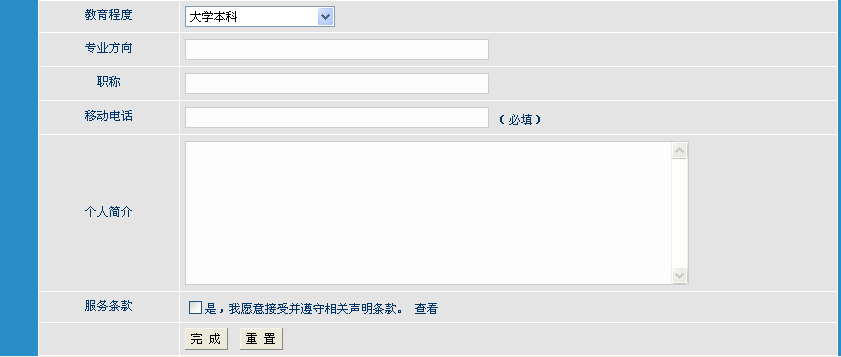 教育程度 大学本科
专业方向
职称
移动电话 （必填）
个人简介
服务条款 是，我愿意接受并遵守相关声明条款。 查看
完 成 重 置